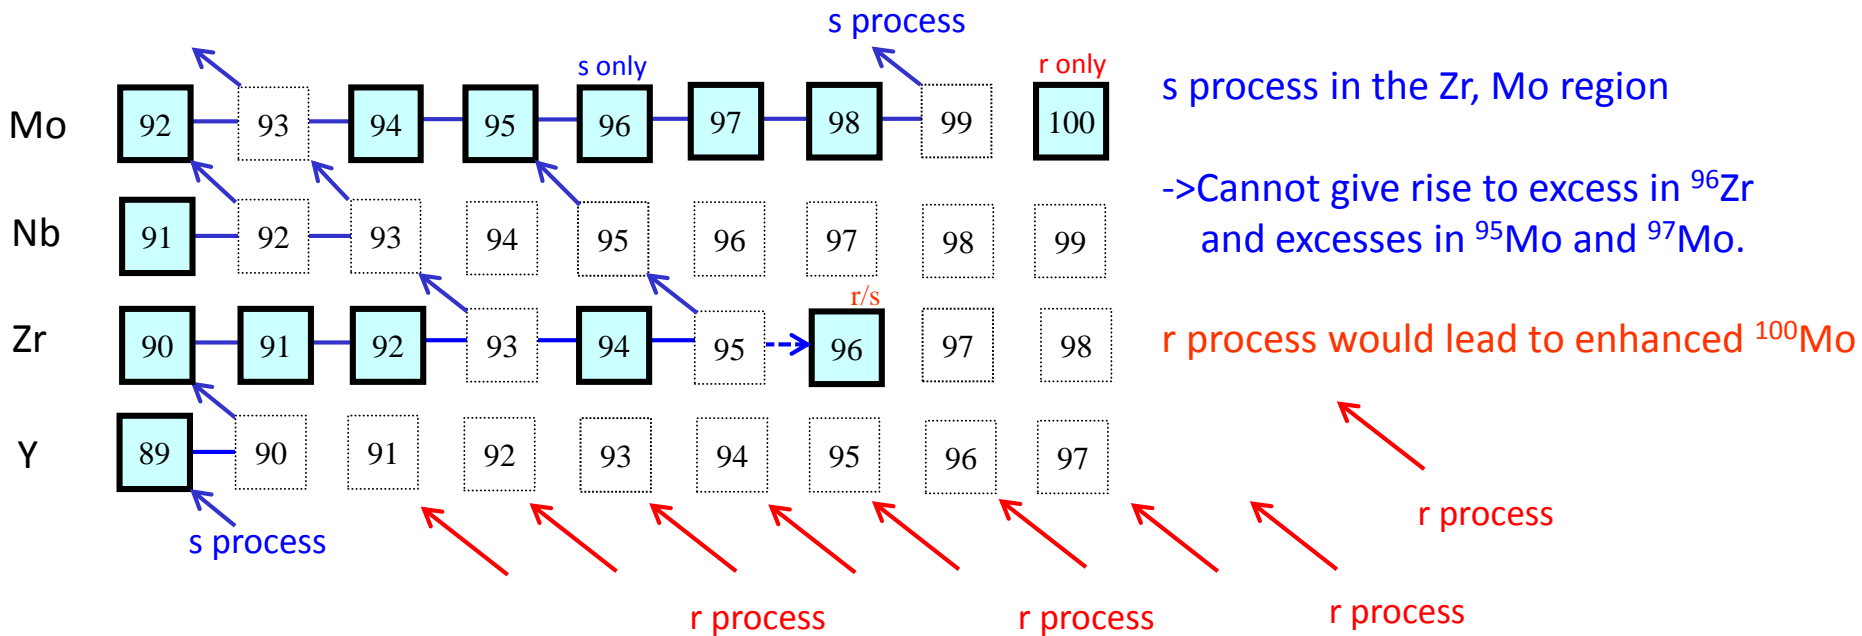 s process
s only
r only
Mo 92 93 94 95 96 97 98 99 100
s process in the Zr, Mo region
->Cannot give rise to excess in ⁹⁶Zr
and excesses in ⁹⁵Mo and ⁹⁷Mo.
Nb 91 92 93 94 95 96 97 98 99
r/s
Zr 90 91 92 93 94 95 96 97 98
r process would lead to enhanced ¹⁰⁰Mo
Y 89 90 91 92 93 94 95 96 97
s process
r process
r process
r process
r process